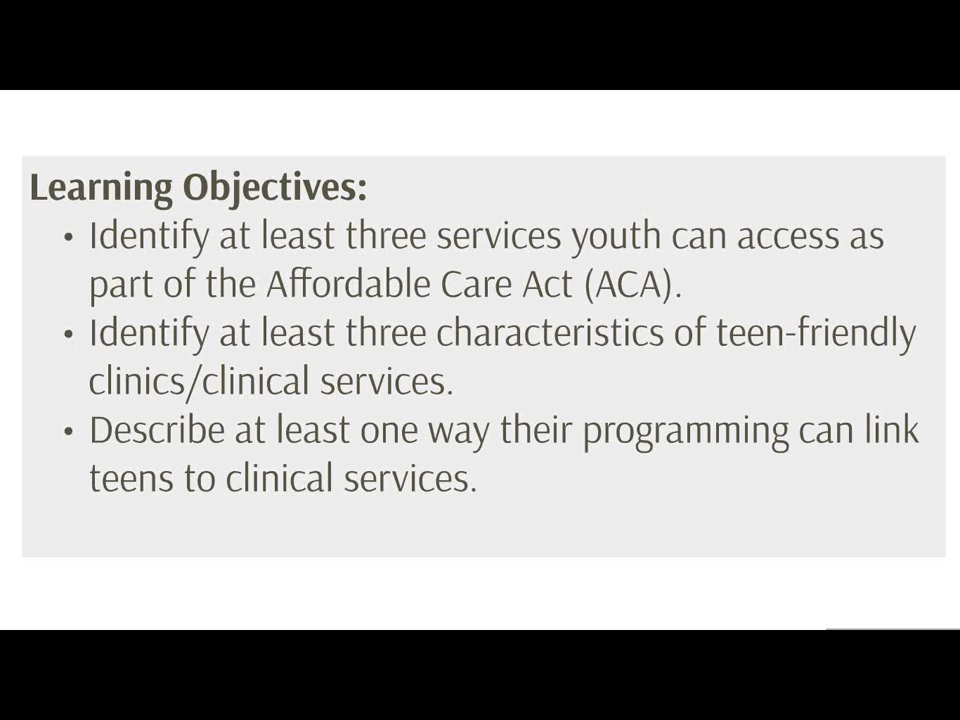 Learning Objectives:
• Identify at least three services youth can access as
part of the Affordable Care Act (ACA).
• Identify at least three characteristics of teen-friendly
clinics/clinical services.
• Describe at least one way their programming can link
teens to clinical services.